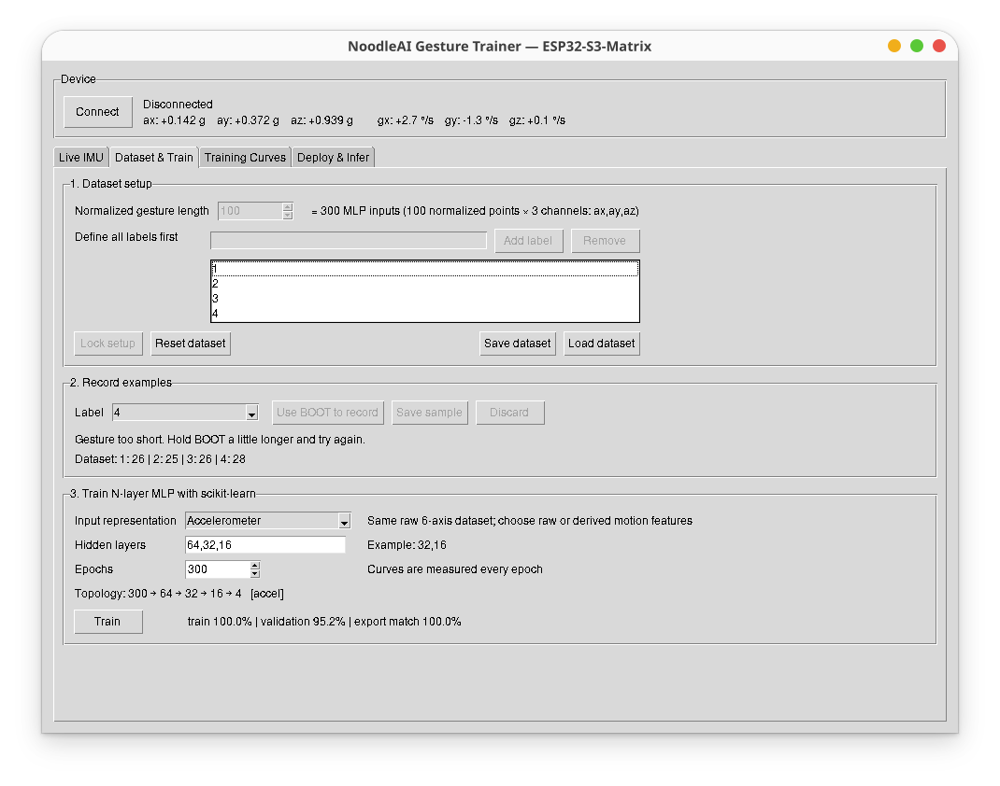 NoodleAI Gesture Trainer — ESP32-S3-Matrix
Device
Connect
Disconnected
ax: +0.142 g   ay: +0.372 g   az: +0.939 g   gx: +2.7 °/s   gy: -1.3 °/s   gz: +0.1 °/s
Live IMU   Dataset & Train   Training Curves   Deploy & Infer
1. Dataset setup
Normalized gesture length   100   = 300 MLP inputs (100 normalized points × 3 channels: ax,ay,az)
Define all labels first   Add label   Remove
1
2
3
4
Lock setup   Reset dataset   Save dataset   Load dataset
2. Record examples
Label   4   Use BOOT to record   Save sample   Discard
Gesture too short. Hold BOOT a little longer and try again.
Dataset: 1: 26 | 2: 25 | 3: 26 | 4: 28
3. Train N-layer MLP with scikit-learn
Input representation   Accelerometer   Same raw 6-axis dataset; choose raw or derived motion features
Hidden layers   64,32,16   Example: 32,16
Epochs   300   Curves are measured every epoch
Topology: 300 → 64 → 32 → 16 → 4   [accel]
Train   train 100.0% | validation 95.2% | export match 100.0%